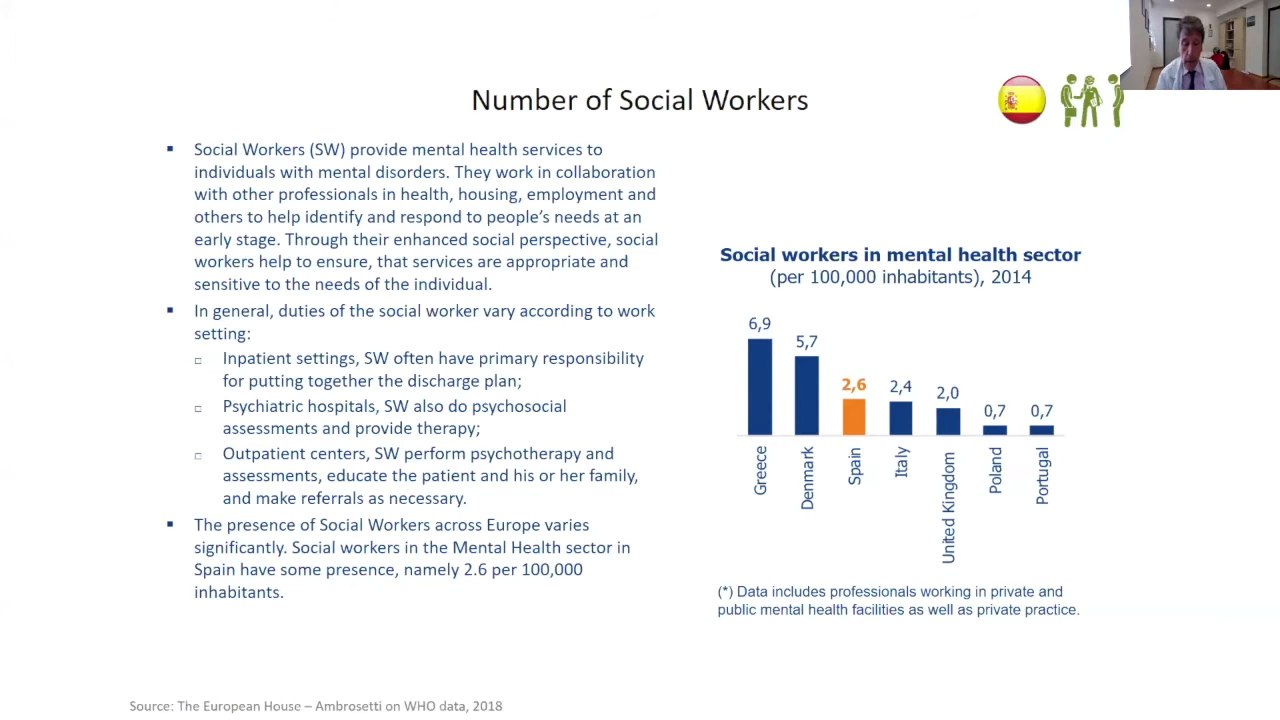 Number of Social Workers
▪ Social Workers (SW) provide mental health services to
individuals with mental disorders. They work in collaboration
with other professionals in health, housing, employment and
others to help identify and respond to people's needs at an
early stage. Through their enhanced social perspective, social
workers help to ensure, that services are appropriate and
sensitive to the needs of the individual.
▪ In general, duties of the social worker vary according to work
setting:
□ Inpatient settings, SW often have primary responsibility
for putting together the discharge plan;
□ Psychiatric hospitals, SW also do psychosocial
assessments and provide therapy;
□ Outpatient centers, SW perform psychotherapy and
assessments, educate the patient and his or her family,
and make referrals as necessary.
▪ The presence of Social Workers across Europe varies
significantly. Social workers in the Mental Health sector in
Spain have some presence, namely 2.6 per 100,000
inhabitants.
Social workers in mental health sector
(per 100,000 inhabitants), 2014
6,9
5,7
2,6
2,4
2,0
0,7
0,7
Greece
Denmark
Spain
Italy
United Kingdom
Poland
Portugal
(*) Data includes professionals working in private and
public mental health facilities as well as private practice.
Source: The European House – Ambrosetti on WHO data, 2018